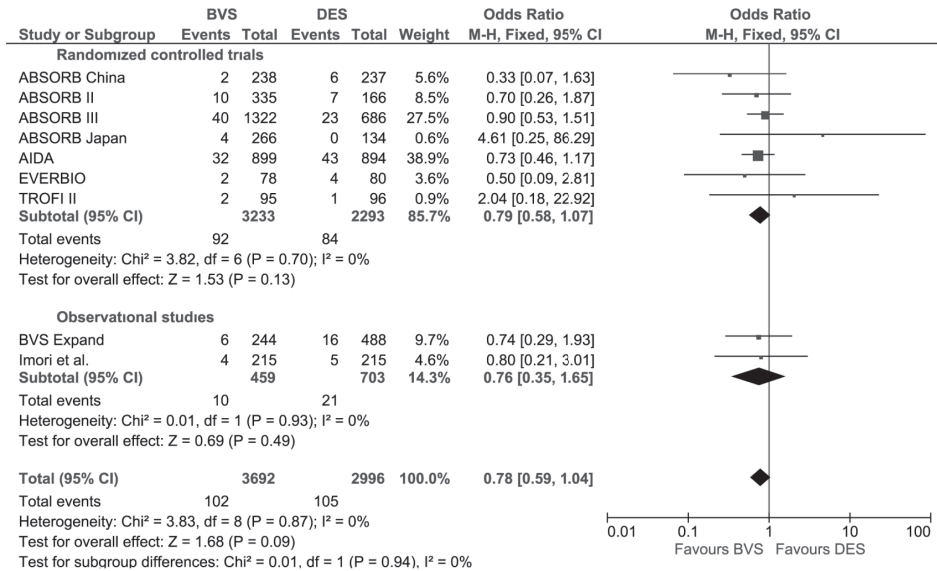 BVS DES Odds Ratio Odds Ratio
Study or Subgroup Events Total Events Total Weight M-H, Fixed, 95% CI M-H, Fixed, 95% CI
Randomized controlled trials
ABSORB China 2 238 6 237 5.6% 0.33 [0.07, 1.63]
ABSORB II 10 335 7 166 8.5% 0.70 [0.26, 1.87]
ABSORB III 40 1322 23 686 27.5% 0.90 [0.53, 1.51]
ABSORB Japan 4 266 0 134 0.6% 4.61 [0.25, 86.29]
AIDA 32 899 43 894 38.9% 0.73 [0.46, 1.17]
EVERBIO 2 78 4 80 3.6% 0.50 [0.09, 2.81]
TROFI II 2 95 1 96 0.9% 2.04 [0.18, 22.92]
Subtotal (95% CI) 3233 2293 85.7% 0.79 [0.58, 1.07]
Total events 92 84
Heterogeneity: Chi² = 3.82, df = 6 (P = 0.70); I² = 0%
Test for overall effect: Z = 1.53 (P = 0.13)
Observational studies
BVS Expand 6 244 16 488 9.7% 0.74 [0.29, 1.93]
Imori et al. 4 215 5 215 4.6% 0.80 [0.21, 3.01]
Subtotal (95% CI) 459 703 14.3% 0.76 [0.35, 1.65]
Total events 10 21
Heterogeneity: Chi² = 0.01, df = 1 (P = 0.93); I² = 0%
Test for overall effect: Z = 0.69 (P = 0.49)
Total (95% CI) 3692 2996 100.0% 0.78 [0.59, 1.04]
Total events 102 105
Heterogeneity: Chi² = 3.83, df = 8 (P = 0.87); I² = 0%
Test for overall effect: Z = 1.68 (P = 0.09)
Test for subgroup differences: Chi² = 0.01, df = 1 (P = 0.94), I² = 0%
0.01 0.1 1 10 100
Favours BVS Favours DES